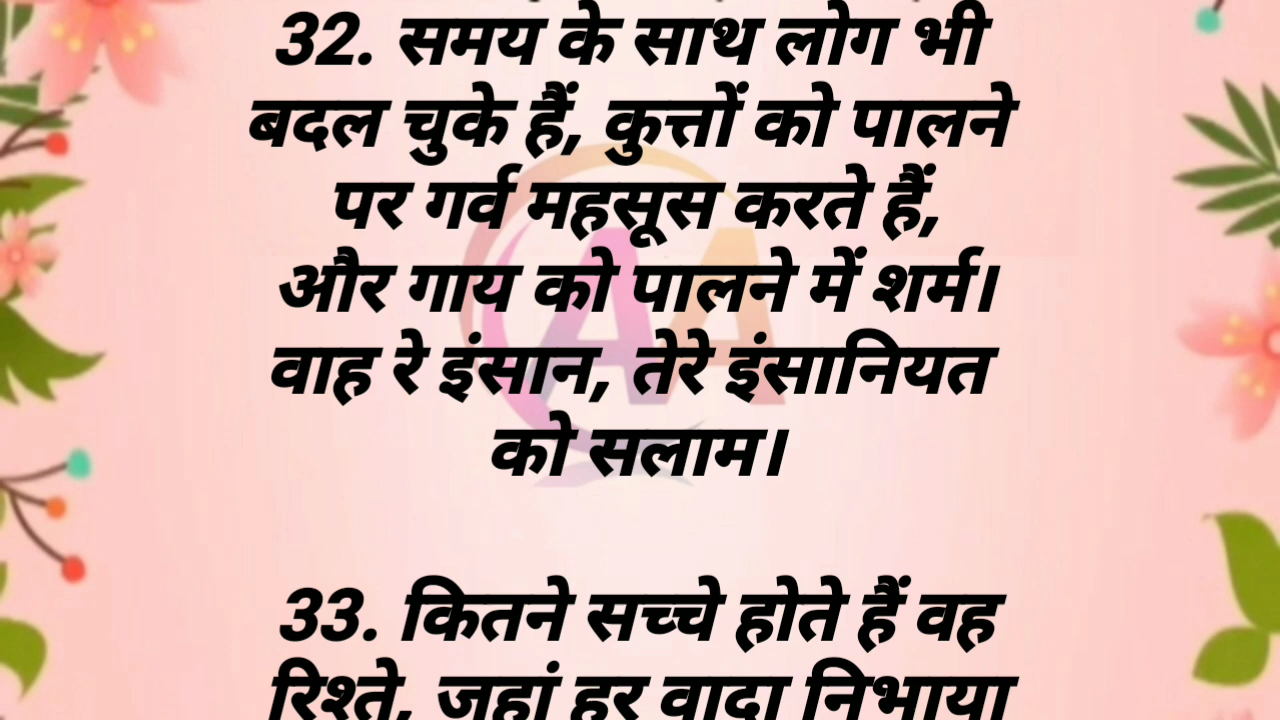 32. समय के साथ लोग भी
बदल चुके हैं, कुत्तों को पालने
पर गर्व महसूस करते हैं,
और गाय को पालने में शर्म।
वाह रे इंसान, तेरे इंसानियत
को सलाम।
33. कितने सच्चे होते हैं वह
रिश्ते, जहां हर वादा निभाया